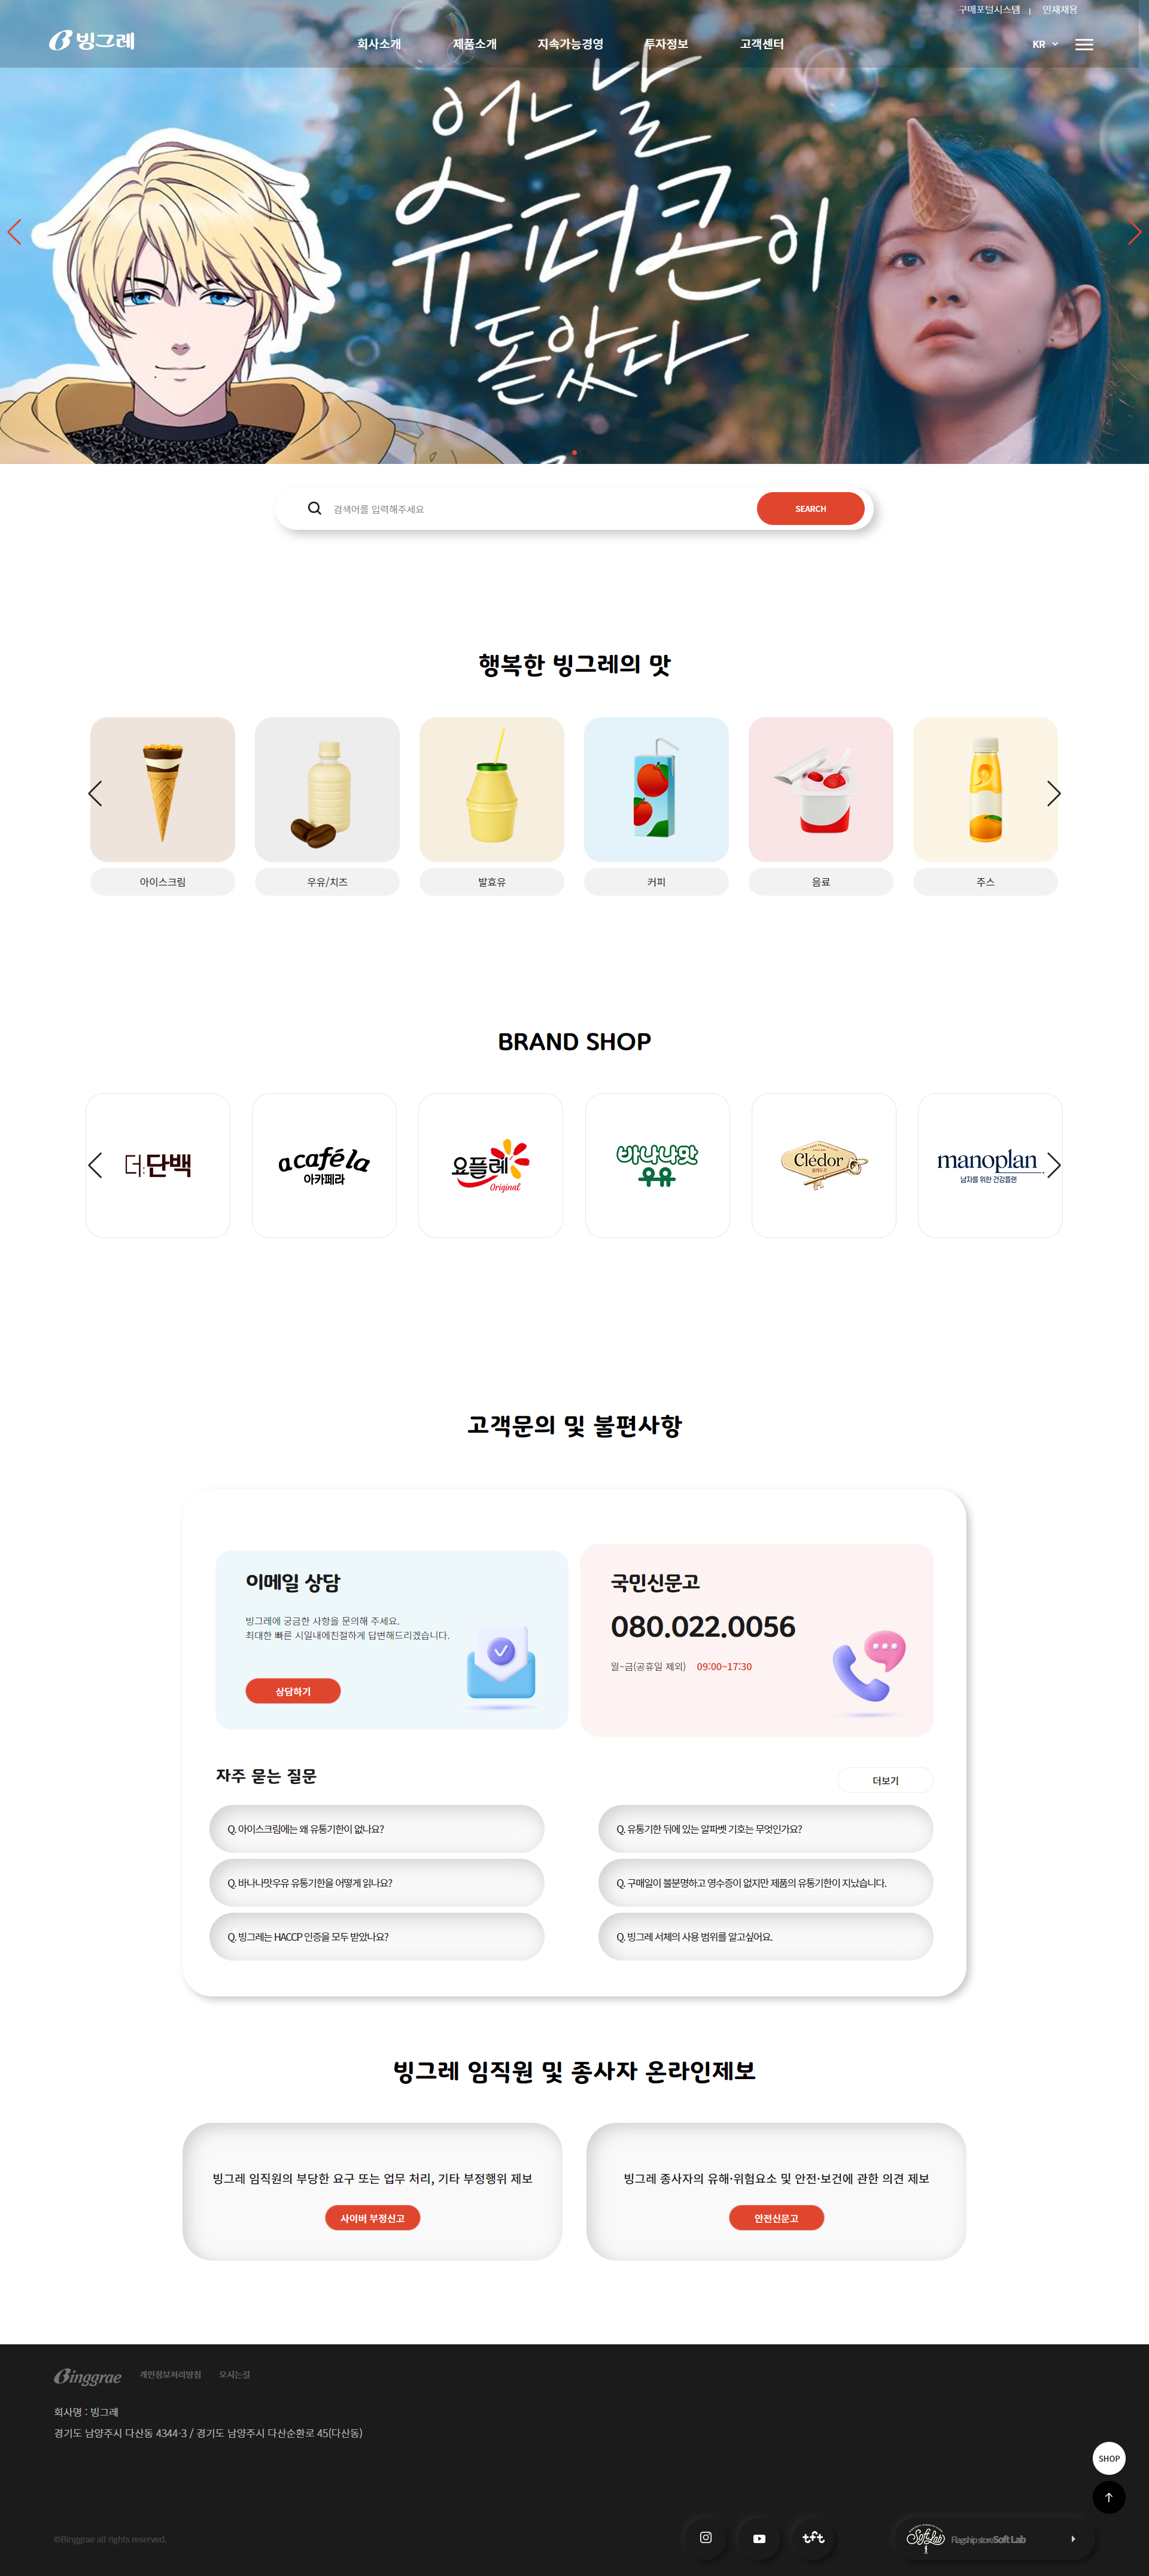 구매포털시스템 | 인재채용
빙그레
회사소개 제품소개 지속가능경영 투자정보 고객센터
KR
어느 날
슈퍼콘이
돋았다
검색어를 입력해주세요
SEARCH
행복한 빙그레의 맛
아이스크림 우유/치즈 발효유 커피 음료 주스
BRAND SHOP
더:단백
acaféla
아카페라
요플레
Original
바나나맛
우유
Clédor
manoplan
남자를 위한 건강플랜
고객문의 및 불편사항
이메일 상담
빙그레에 궁금한 사항을 문의해 주세요.
최대한 빠른 시일내에친절하게 답변해드리겠습니다.
상담하기
국민신문고
080.022.0056
월~금(공휴일 제외) 09:00~17:30
자주 묻는 질문
더보기
Q. 아이스크림에는 왜 유통기한이 없나요?
Q. 유통기한 뒤에 있는 알파벳 기호는 무엇인가요?
Q. 바나나맛우유 유통기한을 어떻게 읽나요?
Q. 구매일이 불분명하고 영수증이 없지만 제품의 유통기한이 지났습니다.
Q. 빙그레는 HACCP 인증을 모두 받았나요?
Q. 빙그레 서체의 사용 범위를 알고싶어요.
빙그레 임직원 및 종사자 온라인제보
빙그레 임직원의 부당한 요구 또는 업무 처리, 기타 부정행위 제보
사이버 부정신고
빙그레 종사자의 유해·위험요소 및 안전·보건에 관한 의견 제보
안전신문고
Binggrae 개인정보처리방침 오시는길
회사명 : 빙그레
경기도 남양주시 다산동 4344-3 / 경기도 남양주시 다산순환로 45(다산동)
SHOP
©Binggrae all rights reserved.
tft
Soft Lab
Flagship store Soft Lab